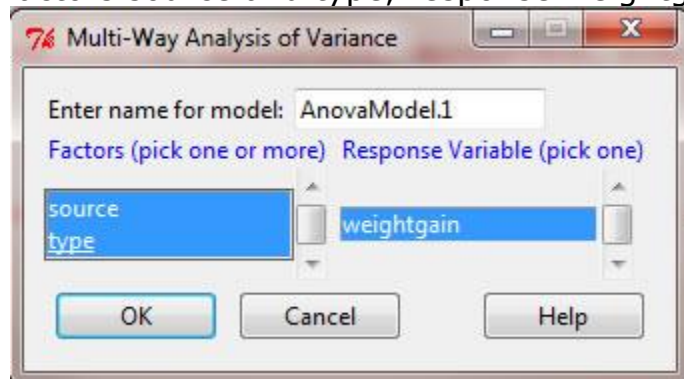 Multi-Way Analysis of Variance
Enter name for model: AnovaModel.1
Factors (pick one or more) Response Variable (pick one)
source
type
weightgain
OK Cancel Help